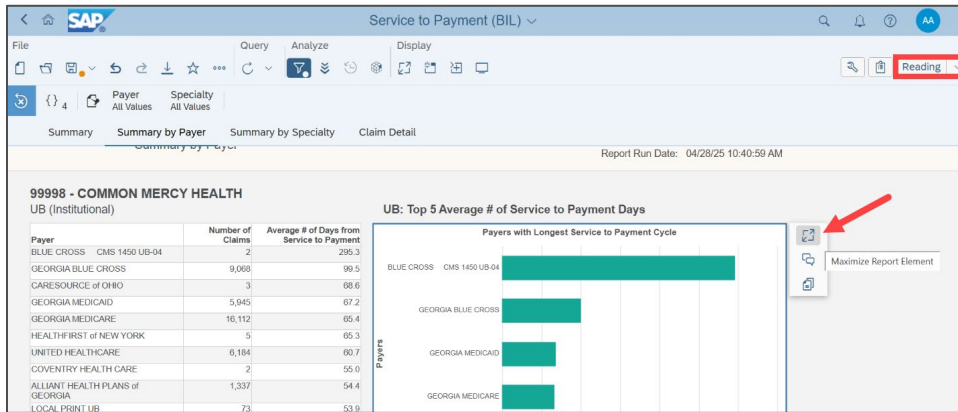 SAP
Service to Payment (BIL)
AA
File
Query
Analyze
Display
Reading
{} 4
Payer
All Values
Specialty
All Values
Summary
Summary by Payer
Summary by Specialty
Claim Detail
Summary by Payer
Report Run Date: 04/28/25 10:40:59 AM
99998 - COMMON MERCY HEALTH
UB (Institutional)
UB: Top 5 Average # of Service to Payment Days
Payer
Number of Claims
Average # of Days from Service to Payment
BLUE CROSS CMS 1450 UB-04 2 295.3
GEORGIA BLUE CROSS 9,068 99.5
CARESOURCE of OHIO 3 68.6
GEORGIA MEDICAID 5,945 67.2
GEORGIA MEDICARE 16,112 65.4
HEALTHFIRST of NEW YORK 5 65.3
UNITED HEALTHCARE 6,184 60.7
COVENTRY HEALTH CARE 2 55.0
ALLIANT HEALTH PLANS of GEORGIA 1,337 54.4
LOCAL PRINT UB 73 53.9
Payers with Longest Service to Payment Cycle
Payers
BLUE CROSS CMS 1450 UB-04
GEORGIA BLUE CROSS
GEORGIA MEDICAID
GEORGIA MEDICARE
Maximize Report Element